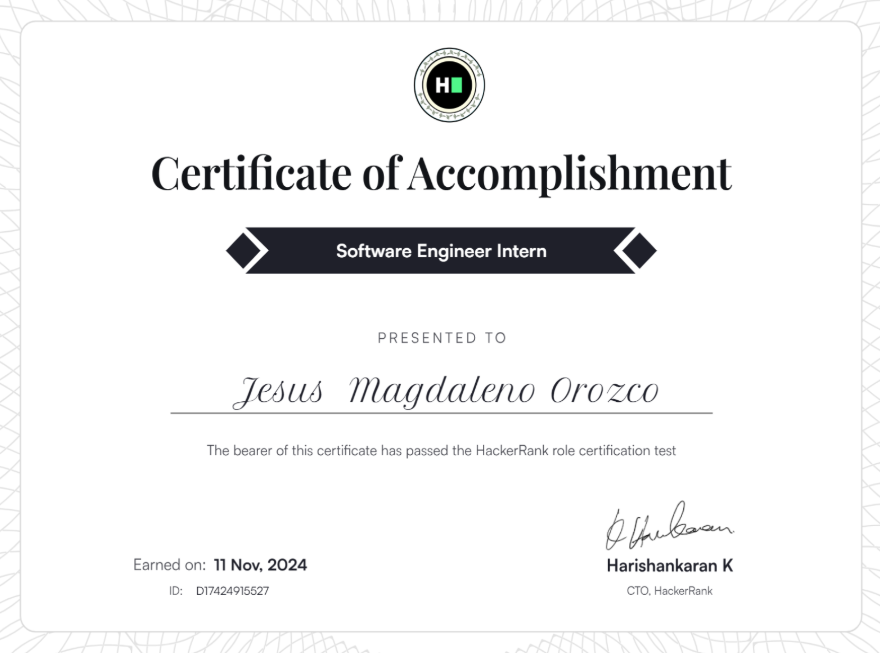 H
Certificate of Accomplishment
Software Engineer Intern
PRESENTED TO
Jesus Magdaleno Orozco
The bearer of this certificate has passed the HackerRank role certification test
Earned on: 11 Nov, 2024
ID: D17424915527
Harishankaran K
CTO, HackerRank